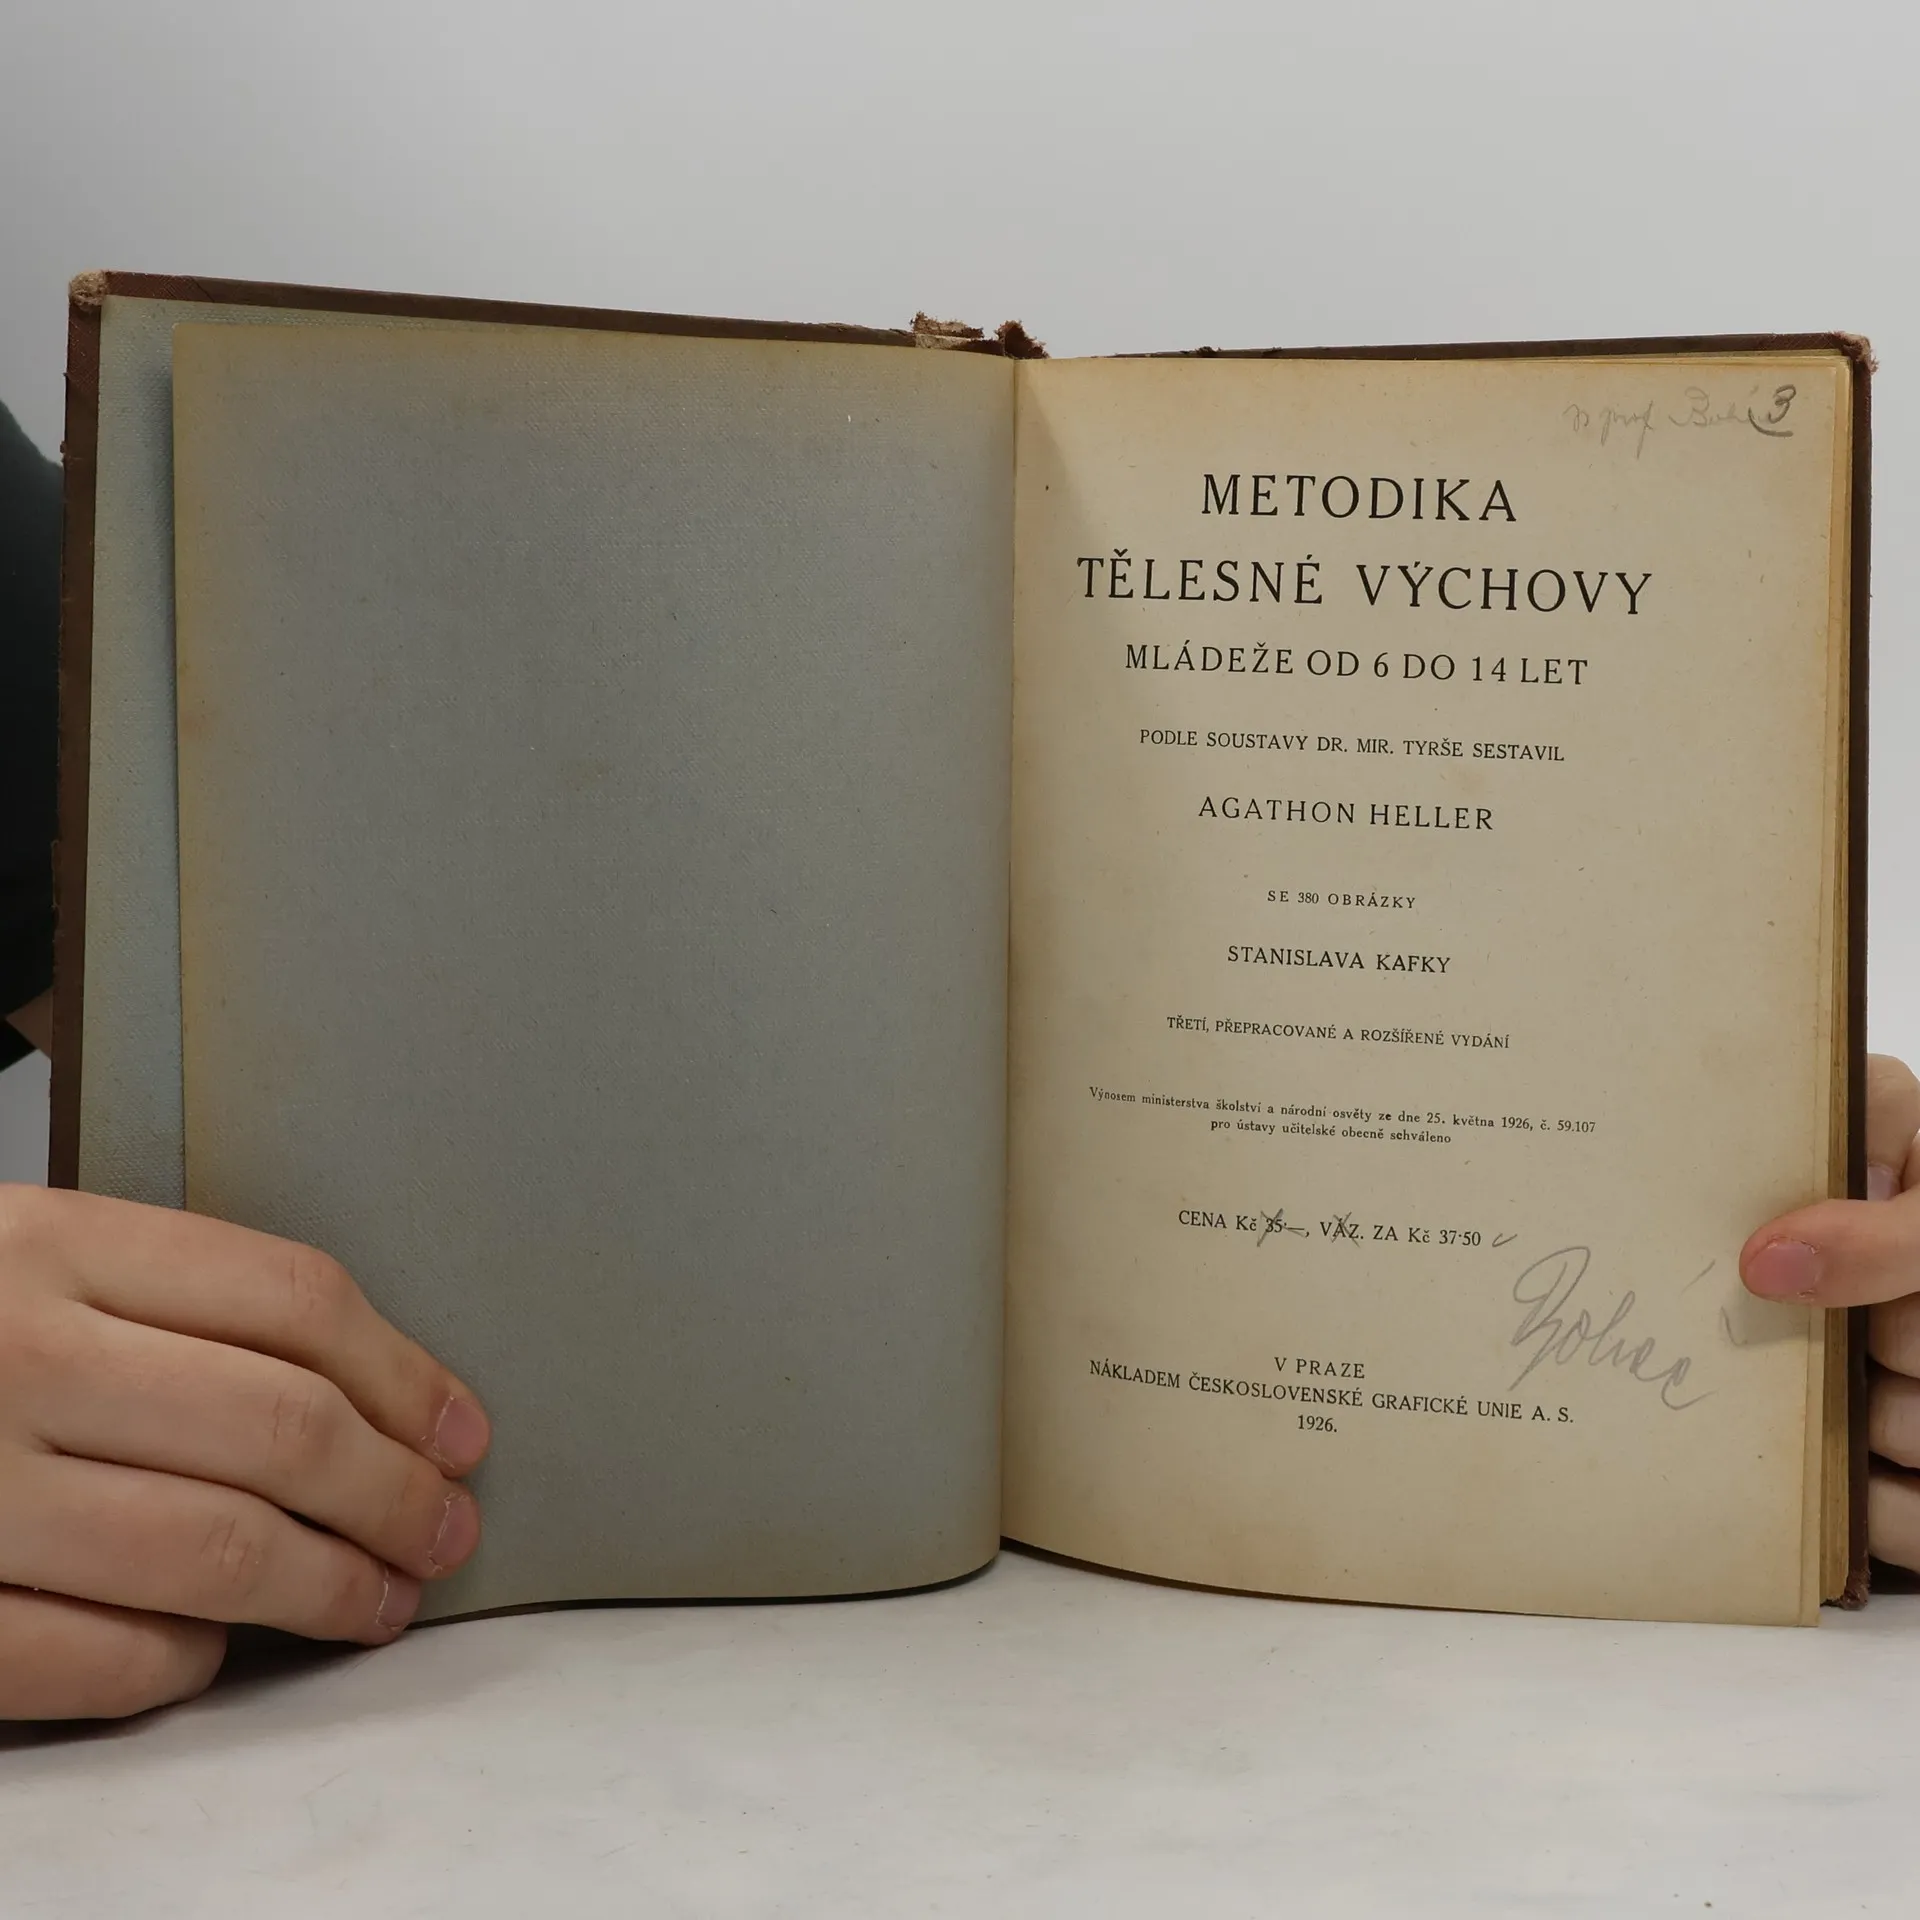 p prof
3
METODIKA
TĚLESNÉ VÝCHOVY
MLÁDEŽE OD 6 DO 14 LET
PODLE SOUSTAVY DR. MIR. TYRŠE SESTAVIL
AGATHON HELLER
SE 380 OBRÁZKY
STANISLAVA KAFKY
TŘETÍ, PŘEPRACOVANÉ A ROZŠÍŘENÉ VYDÁNÍ
Výnosem ministerstva školství a národní osvěty ze dne 25. května 1926, č. 59.107
pro ústavy učitelské obecně schváleno
CENA Kč 35·—, VÁZ. ZA Kč 37·50
V PRAZE
NÁKLADEM ČESKOSLOVENSKÉ GRAFICKÉ UNIE A. S.
1926.